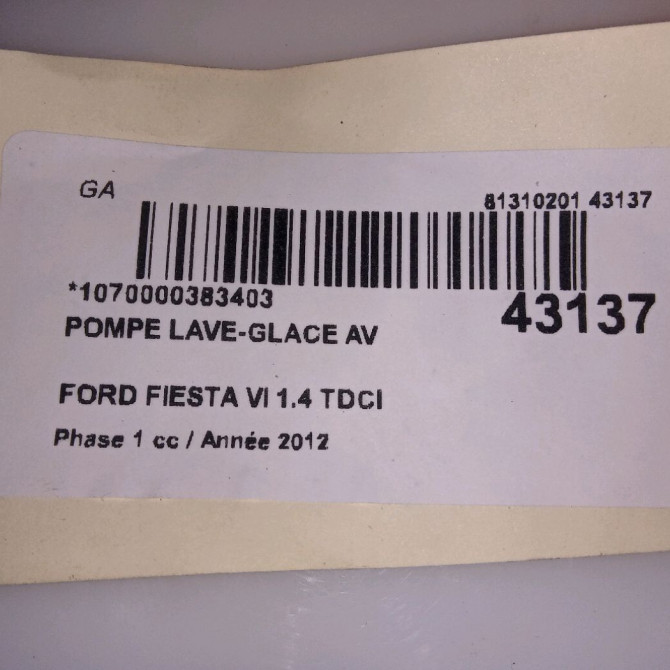 GA
81310201 43137
*1070000383403
43137
POMPE LAVE-GLACE AV
FORD FIESTA VI 1.4 TDCI
Phase 1 cc / Année 2012